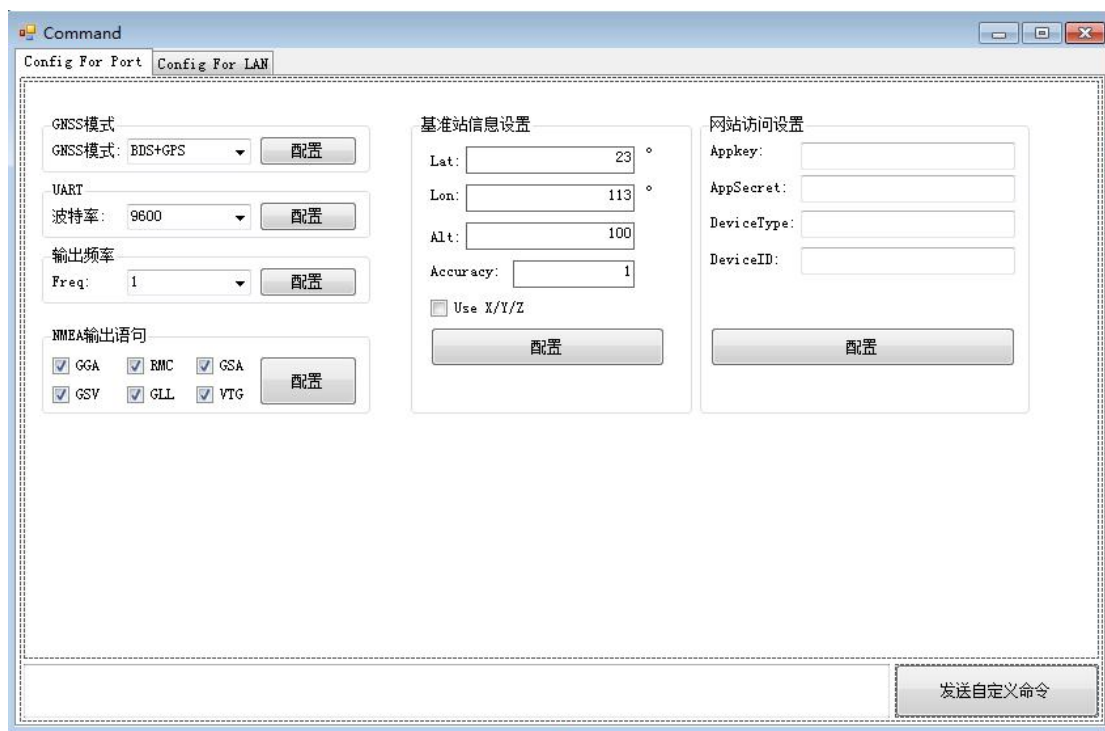 Command
Config For Port
Config For LAN
GNSS模式
GNSS模式: BDS+GPS 配置
UART
波特率: 9600 配置
输出频率
Freq: 1 配置
NMEA输出语句
GGA RMC GSA
GSV GLL VTG
配置
基准站信息设置
Lat: 23 °
Lon: 113 °
Alt: 100
Accuracy: 1
Use X/Y/Z
配置
网站访问设置
Appkey:
AppSecret:
DeviceType:
DeviceID:
配置
发送自定义命令